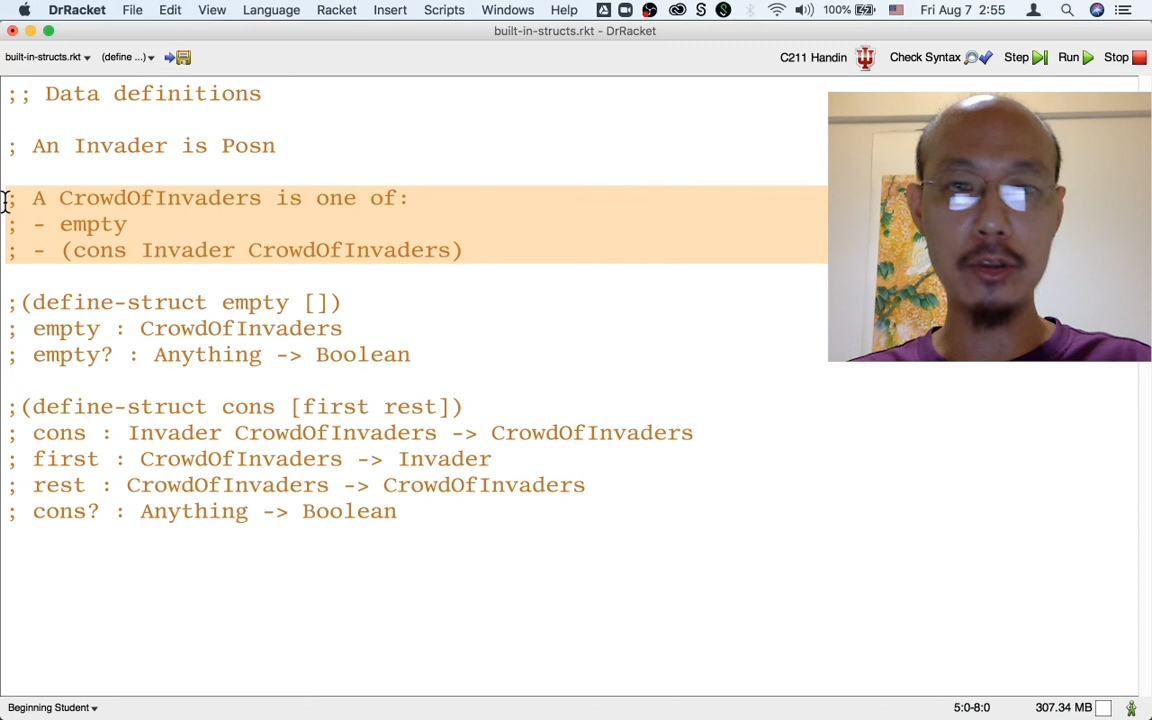 DrRacket File Edit View Language Racket Insert Scripts Windows Help 100% Fri Aug 7 2:55
built-in-structs.rkt - DrRacket
built-in-structs.rkt (define ...) C211 Handin Check Syntax Step Run Stop
;; Data definitions
; An Invader is Posn
; A CrowdOfInvaders is one of:
; - empty
; - (cons Invader CrowdOfInvaders)
;(define-struct empty [])
; empty : CrowdOfInvaders
; empty? : Anything -> Boolean
;(define-struct cons [first rest])
; cons : Invader CrowdOfInvaders -> CrowdOfInvaders
; first : CrowdOfInvaders -> Invader
; rest : CrowdOfInvaders -> CrowdOfInvaders
; cons? : Anything -> Boolean
Beginning Student 5:0-8:0 307.34 MB